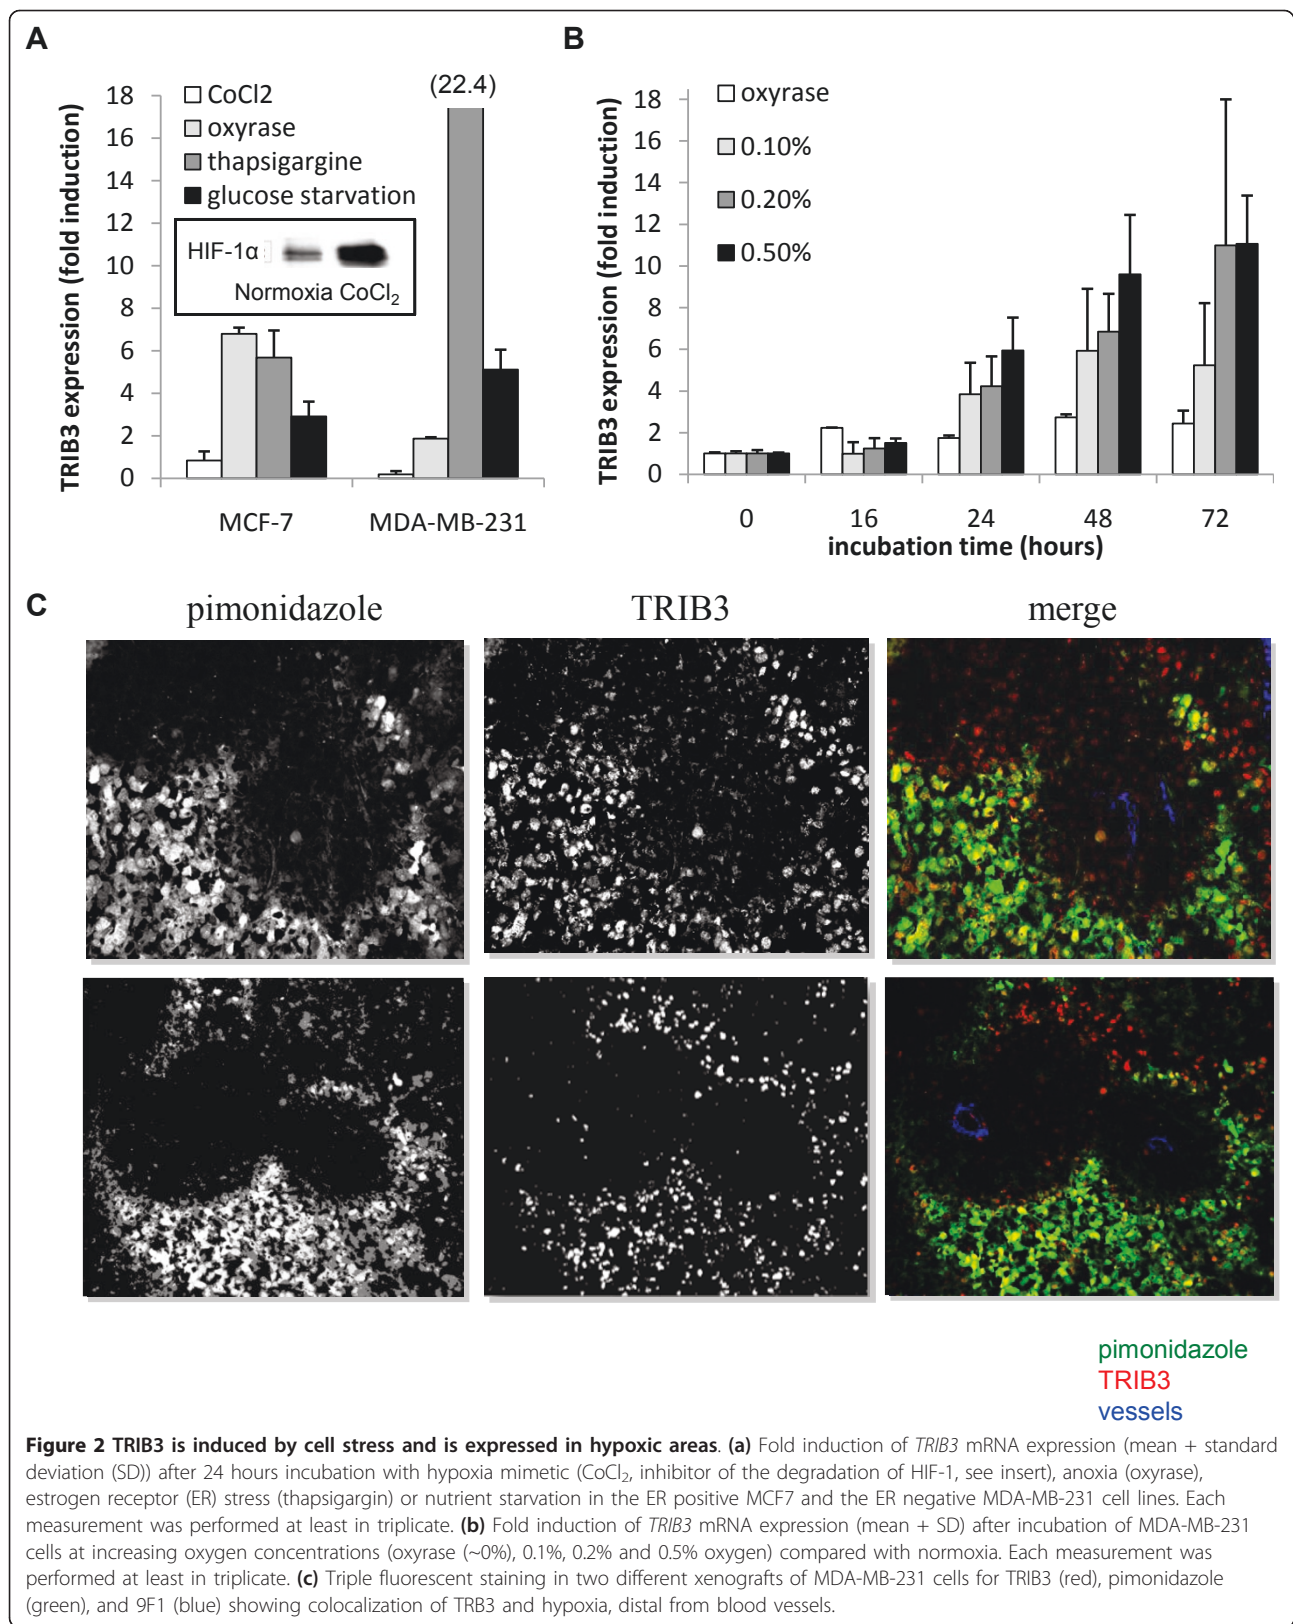 A
TRIB3 expression (fold induction)
18
16
14
12
10
8
6
4
2
0
(22.4)
CoCl2
oxyrase
thapsigargine
glucose starvation
HIF-1α
Normoxia CoCl₂
MCF-7
MDA-MB-231
B
TRIB3 expression (fold induction)
18
16
14
12
10
8
6
4
2
0
oxyrase
0.10%
0.20%
0.50%
0
16
24
48
72
incubation time (hours)
C
pimonidazole
TRIB3
merge
pimonidazole
TRIB3
vessels
Figure 2 TRIB3 is induced by cell stress and is expressed in hypoxic areas. (a) Fold induction of TRIB3 mRNA expression (mean + standard
deviation (SD)) after 24 hours incubation with hypoxia mimetic (CoCl₂, inhibitor of the degradation of HIF-1, see insert), anoxia (oxyrase),
estrogen receptor (ER) stress (thapsigargin) or nutrient starvation in the ER positive MCF7 and the ER negative MDA-MB-231 cell lines. Each
measurement was performed at least in triplicate. (b) Fold induction of TRIB3 mRNA expression (mean + SD) after incubation of MDA-MB-231
cells at increasing oxygen concentrations (oxyrase (~0%), 0.1%, 0.2% and 0.5% oxygen) compared with normoxia. Each measurement was
performed at least in triplicate. (c) Triple fluorescent staining in two different xenografts of MDA-MB-231 cells for TRIB3 (red), pimonidazole
(green), and 9F1 (blue) showing colocalization of TRB3 and hypoxia, distal from blood vessels.